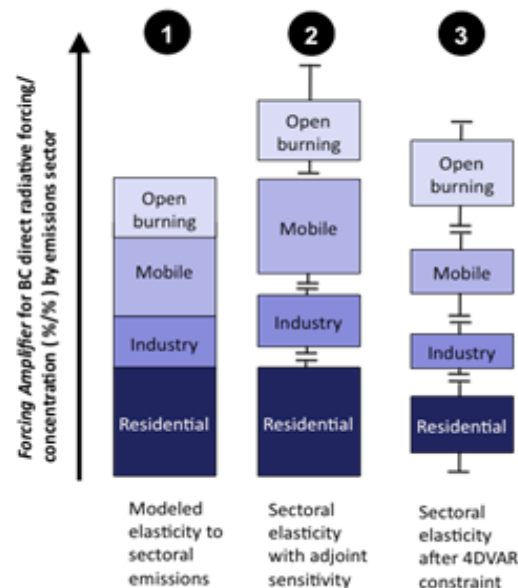 1
2
3
Forcing Amplifier for BC direct radiative forcing/
concentration (%/%) by emissions sector
Open
burning
Mobile
Industry
Residential
Open
burning
Mobile
Industry
Residential
Open
burning
Mobile
Industry
Residential
Modeled
elasticity to
sectoral
emissions
Sectoral
elasticity
with adjoint
sensitivity
Sectoral
elasticity
after 4DVAR
constraint